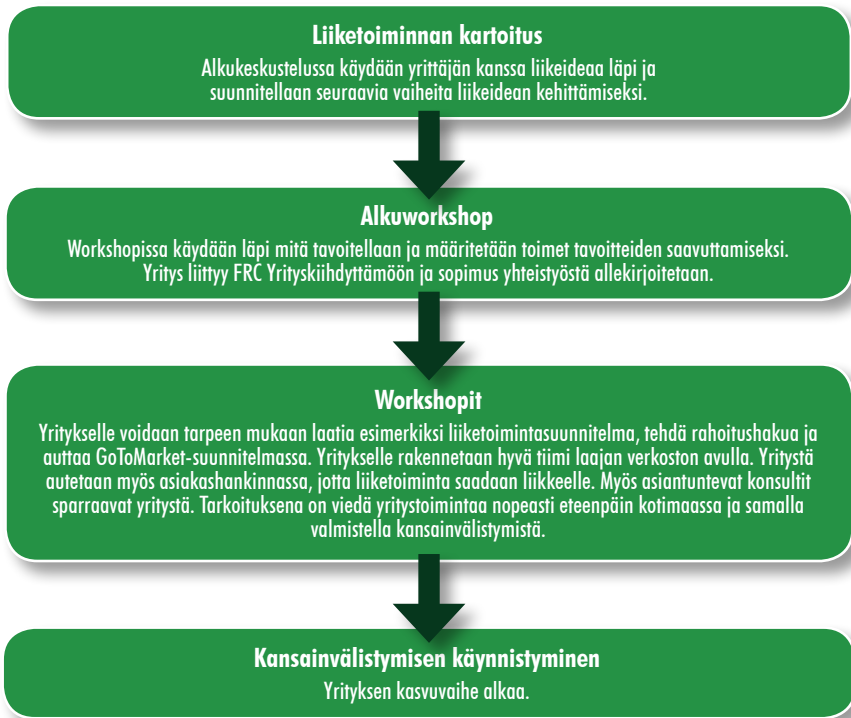 Liiketoiminnan kartoitus
Alkukeskustelussa käydään yrittäjän kanssa liikeideaa läpi ja
suunnitellaan seuraavia vaiheita liikeidean kehittämiseksi.
Alkuworkshop
Workshopissa käydään läpi mitä tavoitellaan ja määritetään toimet tavoitteiden saavuttamiseksi.
Yritys liittyy FRC Yrityskiihdyttämöön ja sopimus yhteistyöstä allekirjoitetaan.
Workshopit
Yritykselle voidaan tarpeen mukaan laatia esimerkiksi liiketoimintasuunnitelma, tehdä rahoitushakua ja
auttaa GoToMarket-suunnitelmassa. Yritykselle rakennetaan hyvä tiimi laajan verkoston avulla. Yritystä
autetaan myös asiakashankinnassa, jotta liiketoiminta saadaan liikkeelle. Myös asiantuntevat konsultit
sparraavat yritystä. Tarkoituksena on viedä yritystoimintaa nopeasti eteenpäin kotimaassa ja samalla
valmistella kansainvälistymistä.
Kansainvälistymisen käynnistyminen
Yrityksen kasvuvaihe alkaa.